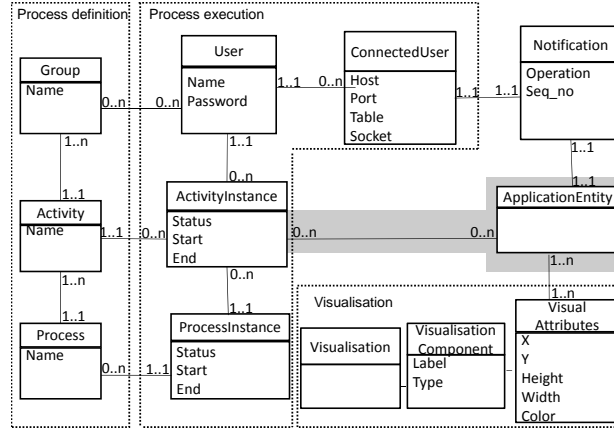 Process definition
Process execution
User
Name
Password
ConnectedUser
Host
Port
Table
Socket
Notification
Operation
Seq_no
Group
Name
0..n
0..n
1..1
0..n
1..1
1..1
1..n
1..1
1..1
0..n
1..1
1..1
Activity
Name
ActivityInstance
Status
Start
End
ApplicationEntity
1..1
0..n
0..n
0..n
1..n
1..1
0..n
1..1
1..n
1..n
Process
Name
ProcessInstance
Status
Start
End
0..n
1..1
Visualisation
Visualisation
Visualisation
Component
Label
Type
Visual
Attributes
X
Y
Height
Width
Color